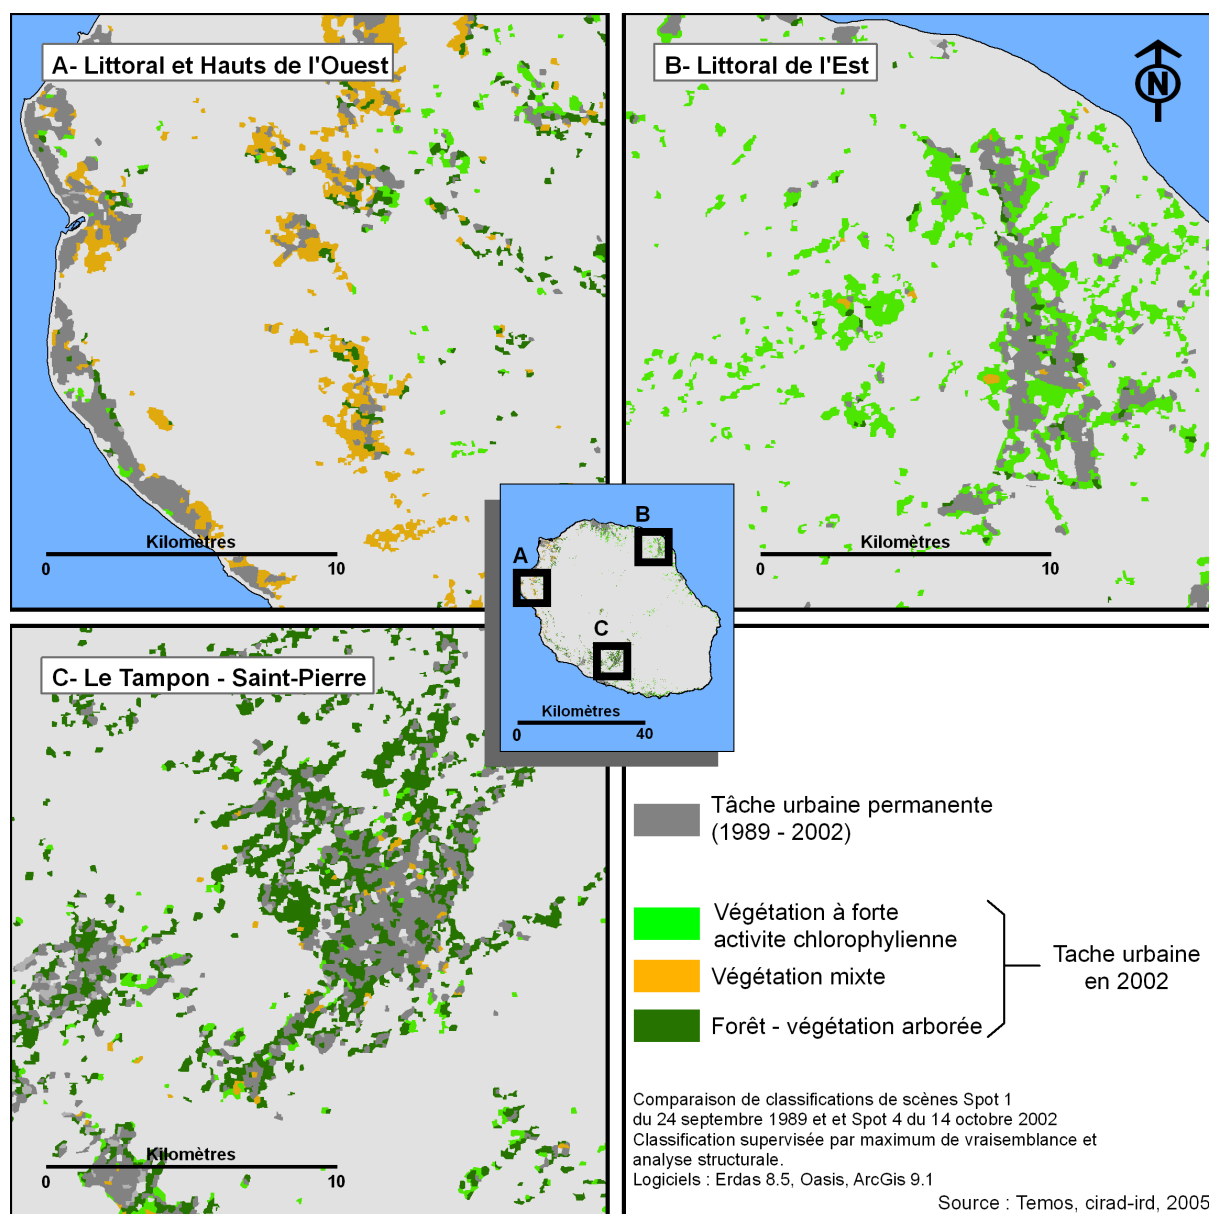 A- Littoral et Hauts de l'Ouest
Kilomètres
0 10
B- Littoral de l'Est
N
Kilomètres
0 10
A
B
C
Kilomètres
0 40
C- Le Tampon - Saint-Pierre
Kilomètres
0 10
Tâche urbaine permanente
(1989 - 2002)
Végétation à forte
activite chlorophylienne
Végétation mixte
Forêt - végétation arborée
Tache urbaine
en 2002
Comparaison de classifications de scènes Spot 1
du 24 septembre 1989 et et Spot 4 du 14 octobre 2002
Classification supervisée par maximum de vraisemblance et
analyse structurale.
Logiciels : Erdas 8.5, Oasis, ArcGis 9.1
Source : Temos, cirad-ird, 2005